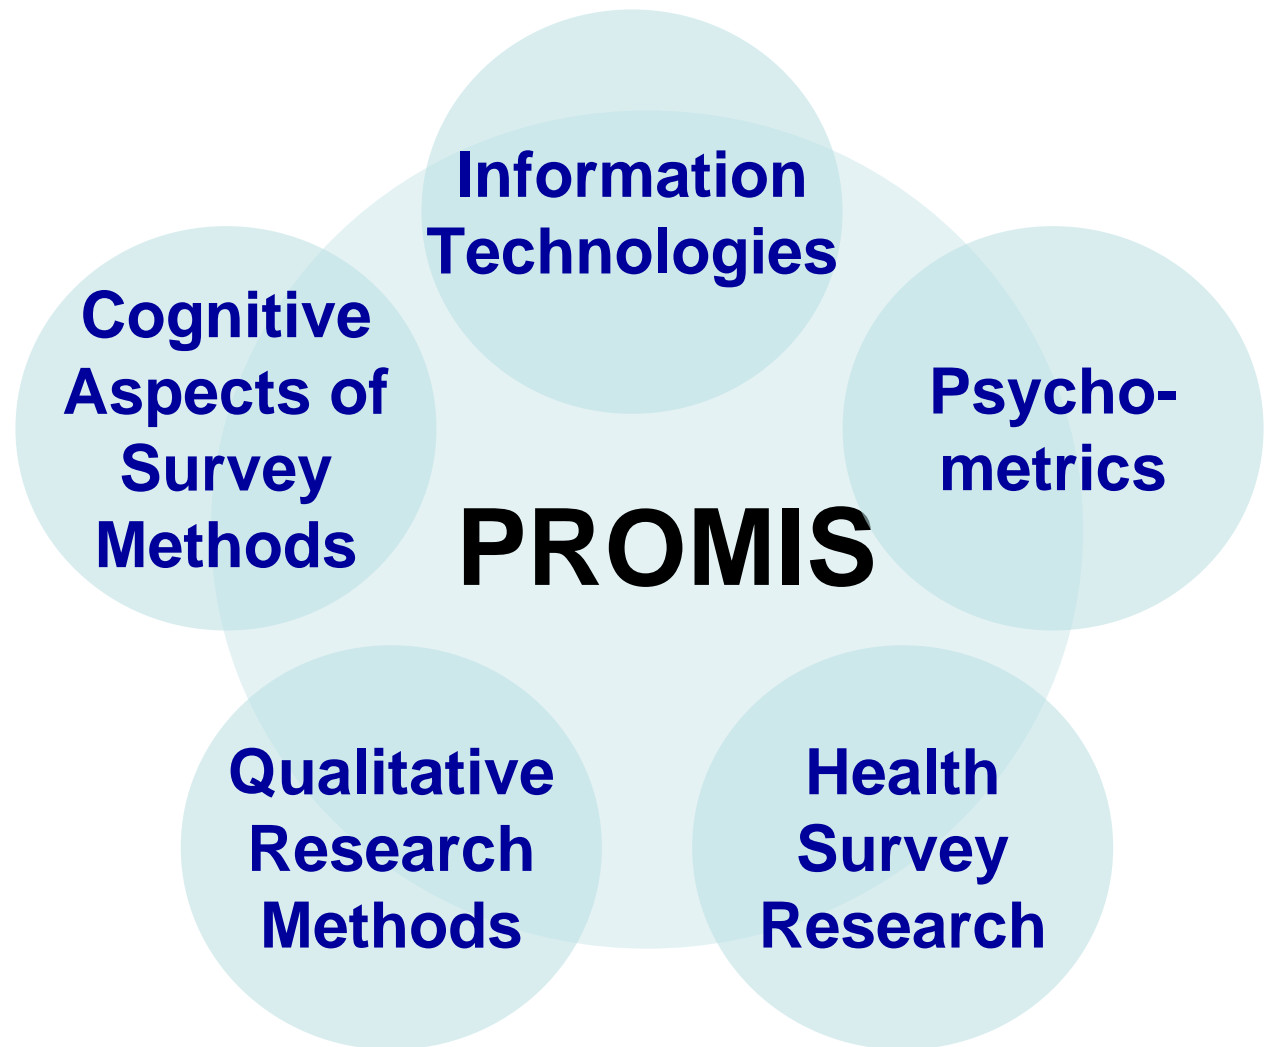 Information
Technologies
Cognitive
Aspects of
Survey
Methods
Psycho-
metrics
PROMIS
Qualitative
Research
Methods
Health
Survey
Research